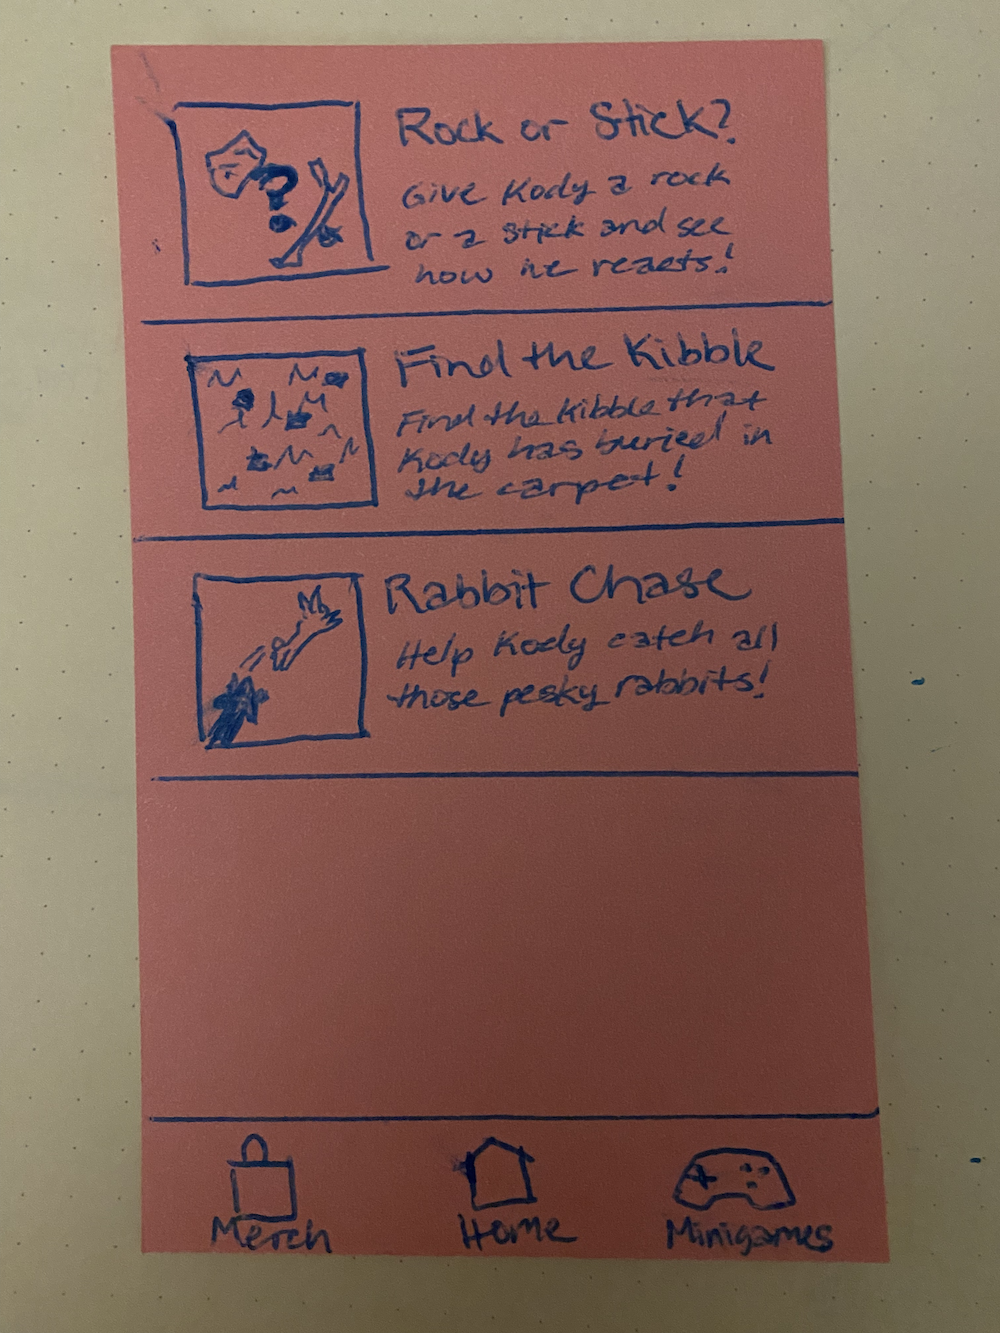 Rock or Stick?
Give Kody a rock
or a stick and see
how he reacts!
Find the Kibble
Find the kibble that
Kody has buried in
the carpet!
Rabbit Chase
Help Kody catch all
those pesky rabbits!
Merch Home Minigames